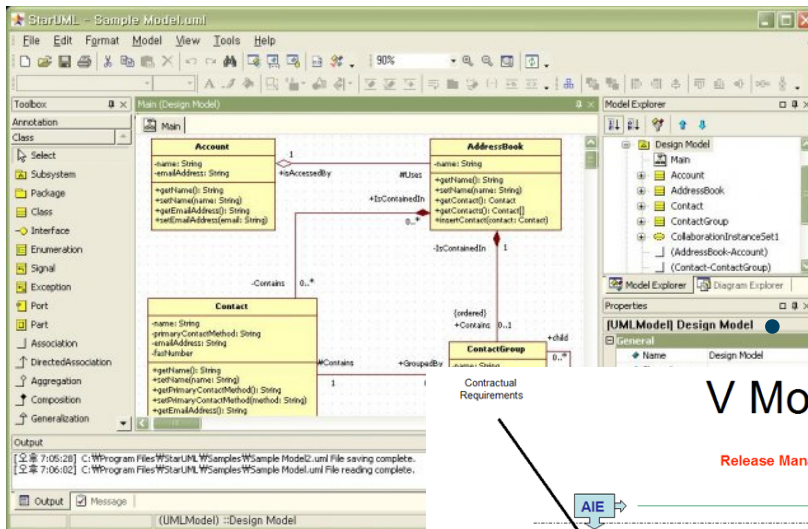 StarUML - Sample Model.uml
File Edit Format Model View Tools Help
90%
Toolbox
Annotation
Class
Select
Subsystem
Package
Class
Interface
Enumeration
Signal
Exception
Port
Part
Association
DirectedAssociation
Aggregation
Composition
Generalization
Main (Design Model)
Main
Account
-name: String
-emailAddress: String
+getName(): String
+setName(name: String)
+getEmailAddress(): String
+setEmailAddress(email: String)
1
+isAccessedBy
#Uses
AddressBook
-name: String
+getName(): String
+setName(name: String)
+getContact(): Contact
+getContacts(): Contact[]
+insertContact(contact: Contact)
+IsContainedIn
0..*
-IsContainedIn
1
-Contains
0..*
{ordered}
+Contains
0..1
+child
0..*
Contact
-name: String
-primaryContactMethod: String
-emailAddress: String
-faxNumber
+getName(): String
+setName(name: String)
+getPrimaryContactMethod(): String
+setPrimaryContactMethod(method: String)
+getEmailAddress(): String
#Contains
1
+GroupedBy
ContactGroup
-name: String
Model Explorer
Design Model
Main
Account
AddressBook
Contact
ContactGroup
CollaborationInstanceSet1
(AddressBook-Account)
(Contact-ContactGroup)
Model Explorer
Diagram Explorer
Properties
(UMLModel) Design Model
General
Name
Design Model
Output
[오후 7:05:28] C:₩Program Files₩StarUML₩Samples₩Sample Model2.uml File saving complete.
[오후 7:06:02] C:₩Program Files₩StarUML₩Samples₩Sample Model.uml File reading complete.
Output
Message
(UMLModel) ::Design Model
Contractual
Requirements
V Mo
Release Man
AIE